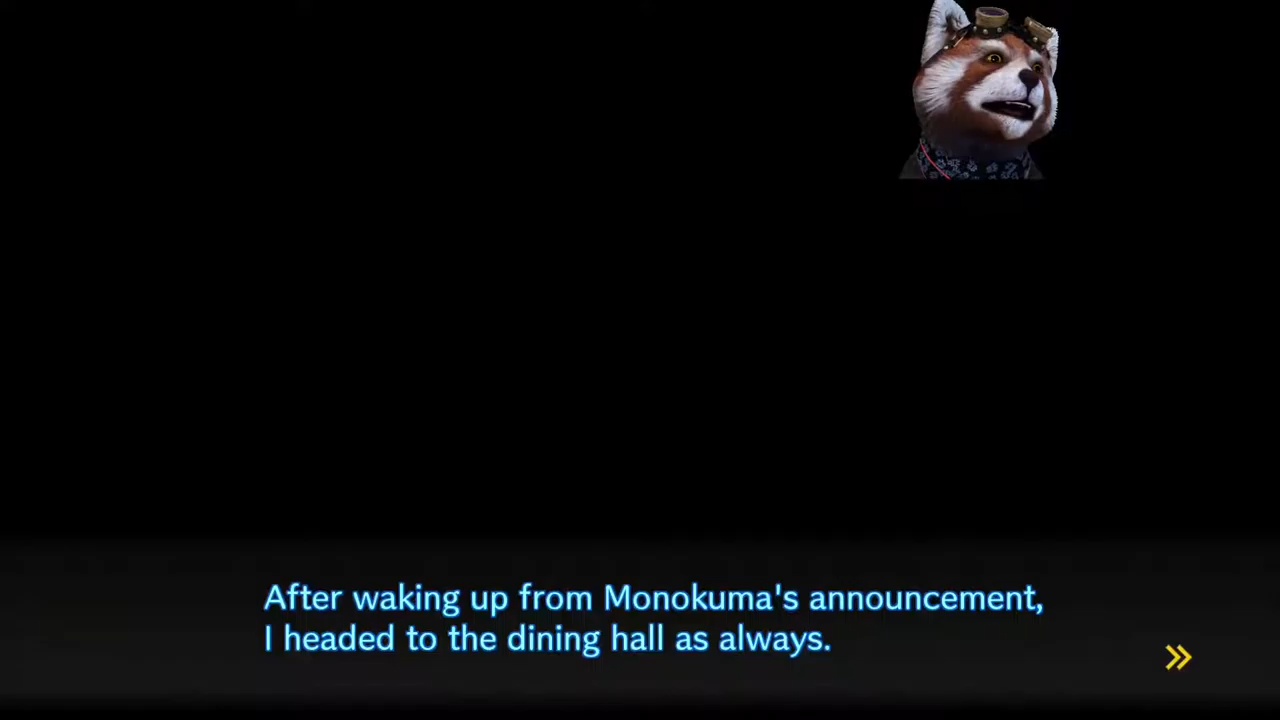 After waking up from Monokuma's announcement,
I headed to the dining hall as always.